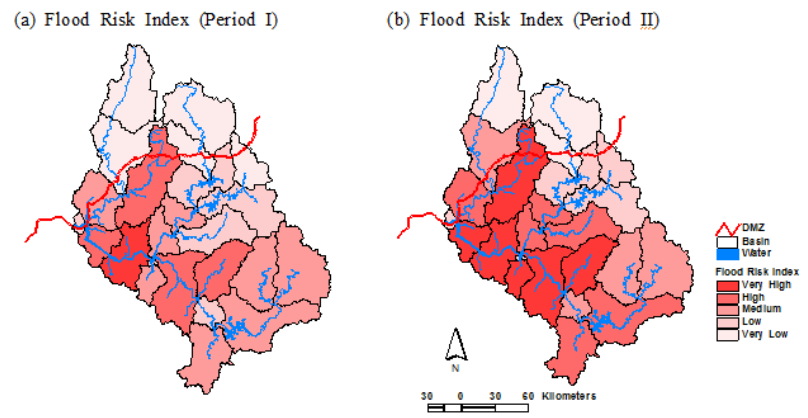 (a) Flood Risk Index (Period I)
(b) Flood Risk Index (Period II)
DMZ
Basin
Water
Flood Risk Index
Very High
High
Medium
Low
Very Low
N
30 0 30 60 Kilometers